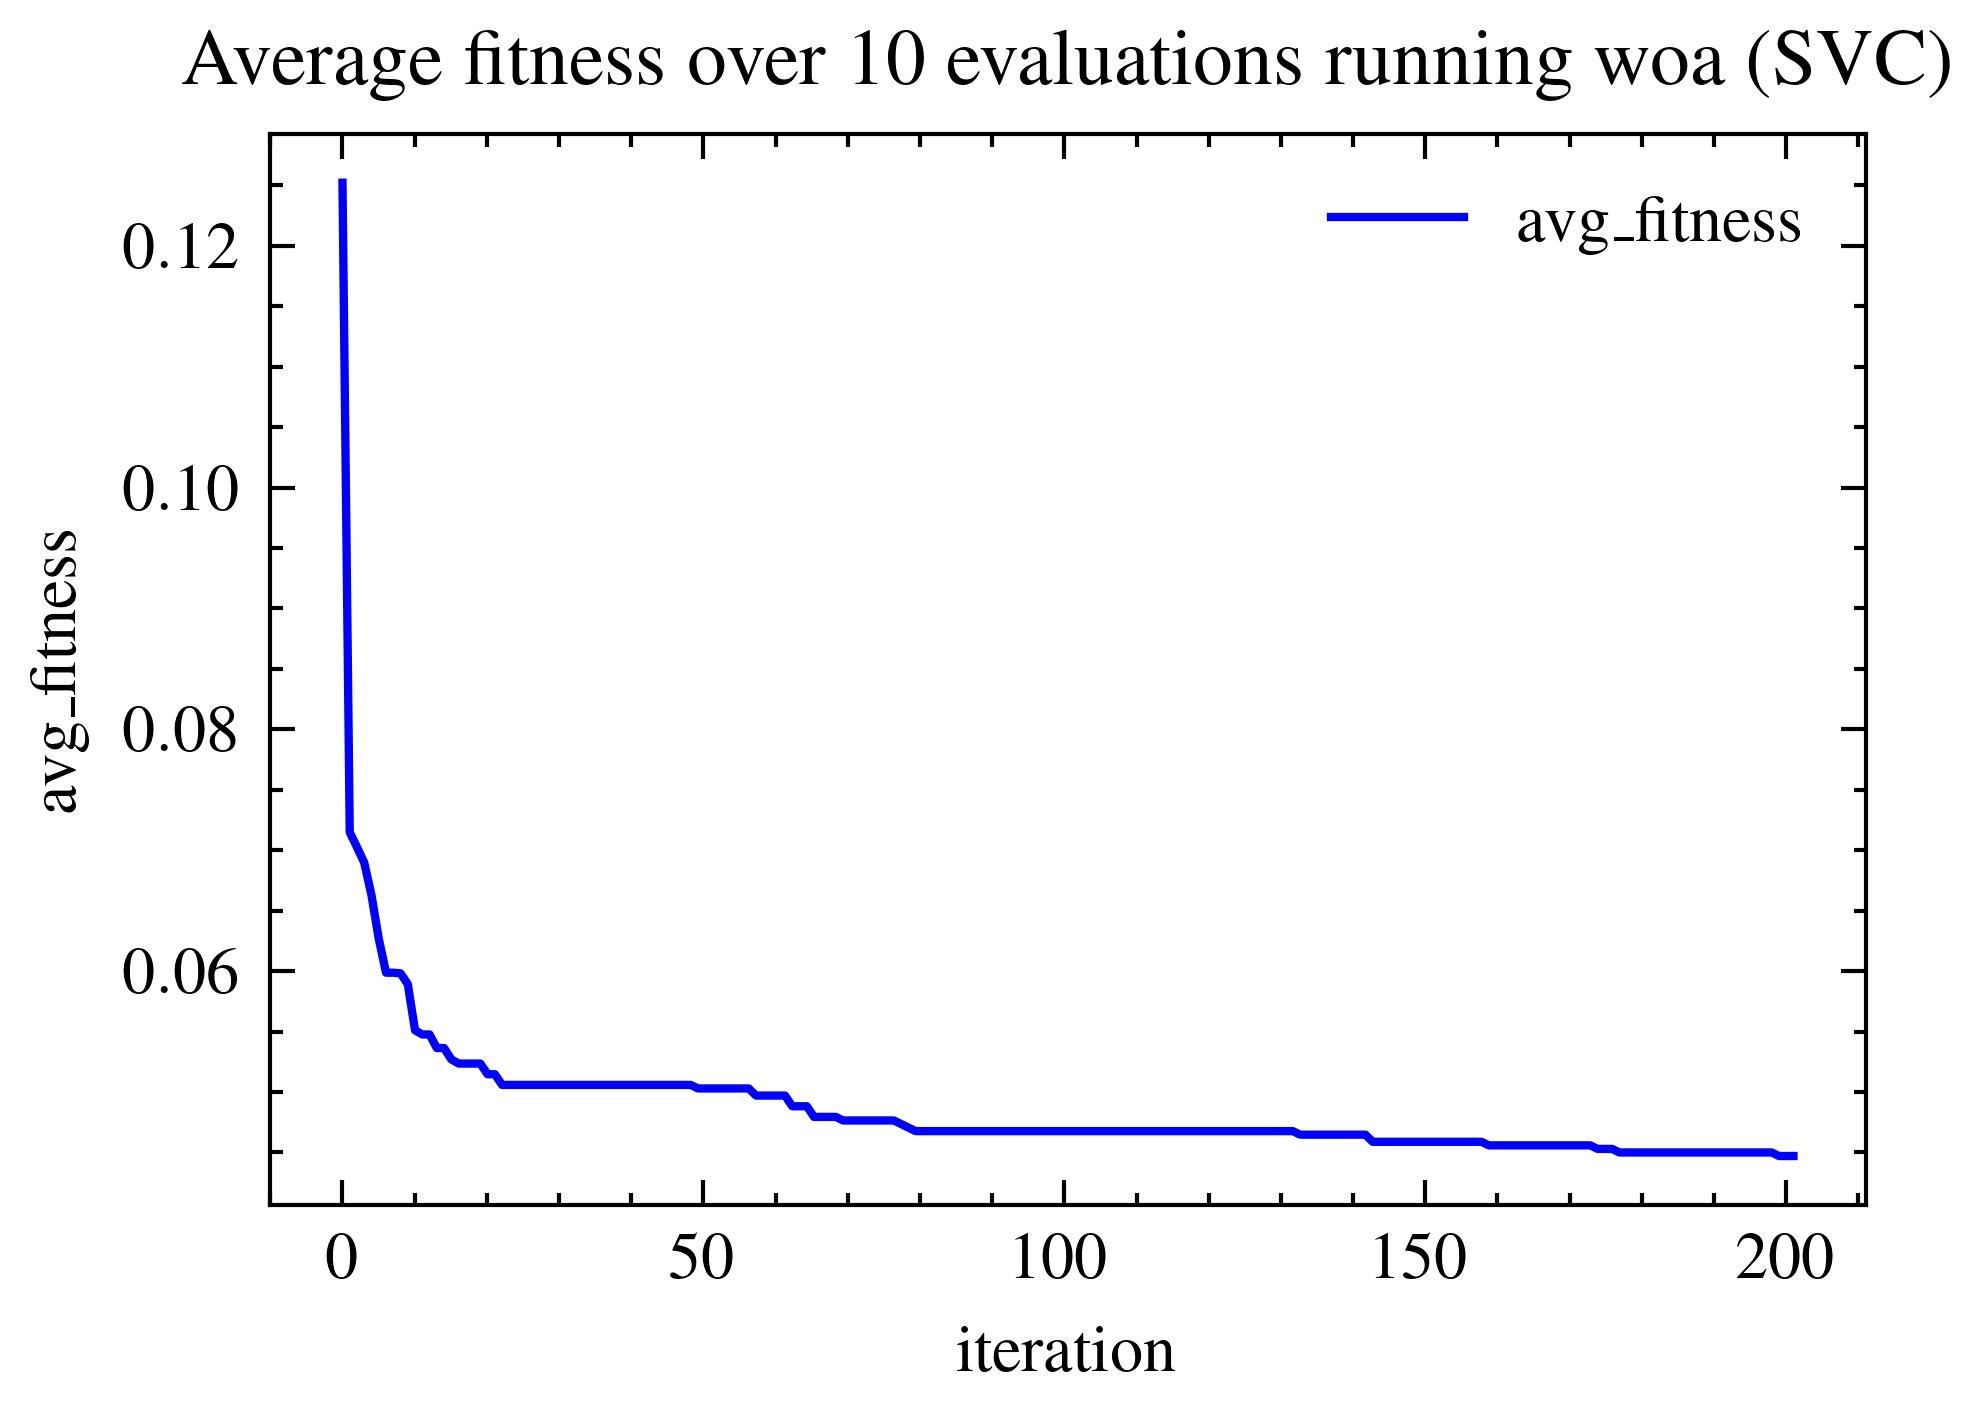 Average fitness over 10 evaluations running woa (SVC)
avg_fitness
0.12
0.10
0.08
0.06
avg_fitness
0 50 100 150 200
iteration